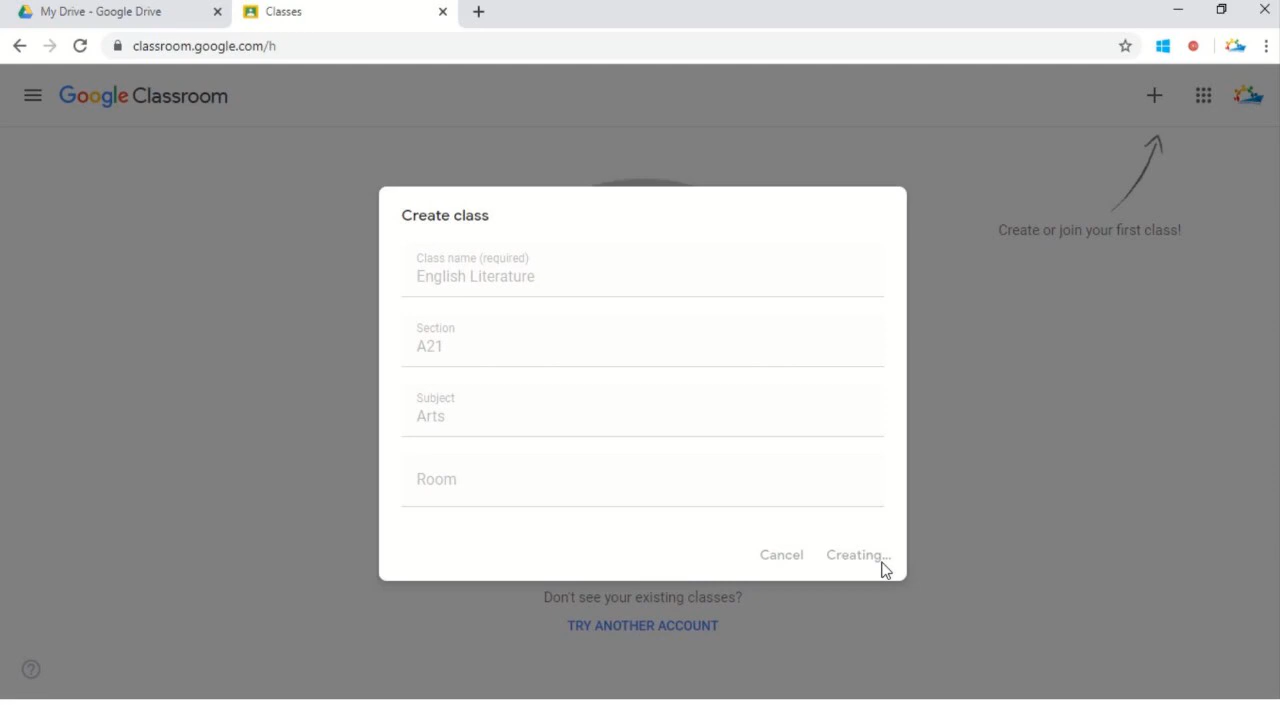 My Drive - Google Drive
Classes
classroom.google.com/h
Google Classroom
Create or join your first class!
Create class
Class name (required)
English Literature
Section
A21
Subject
Arts
Room
Cancel Creating...
Don't see your existing classes?
TRY ANOTHER ACCOUNT